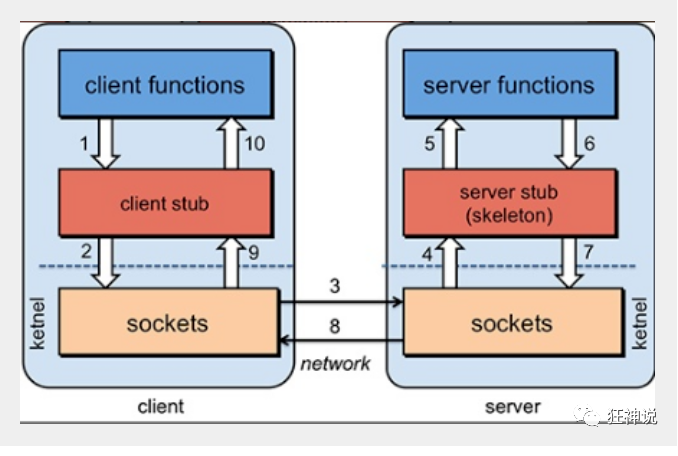 client functions
server functions
1
10
5
6
client stub
server stub
(skeleton)
2
9
4
7
3
ketnel
sockets
8
sockets
ketnel
network
client
server
狂神说